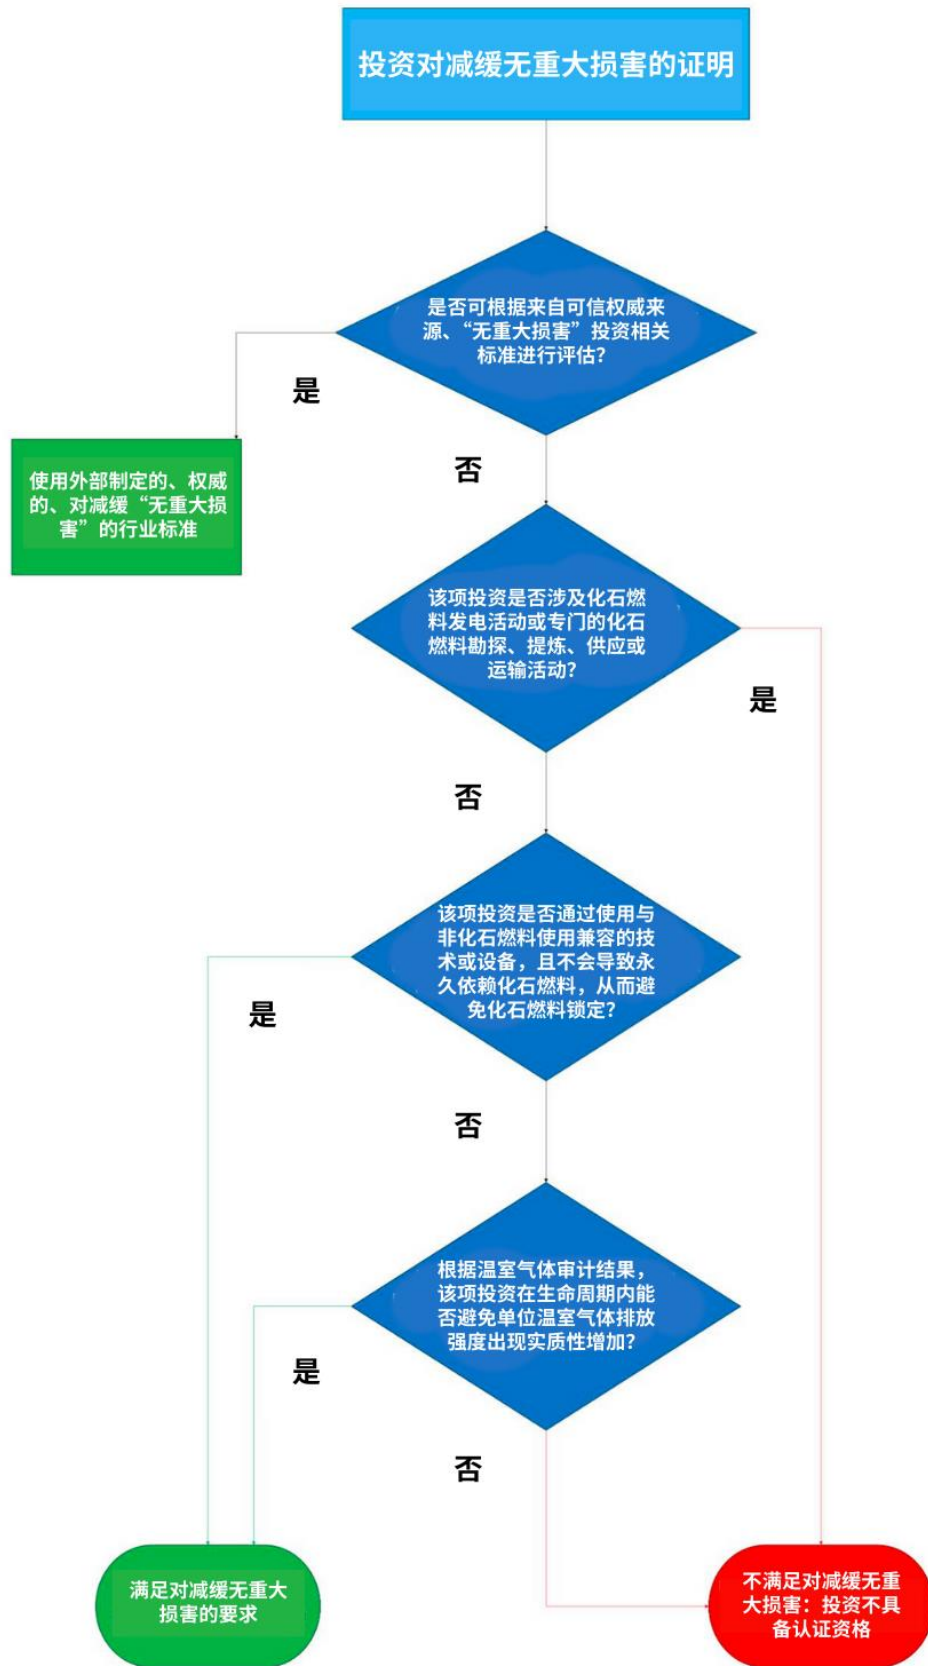 投资对减缓无重大损害的证明
是否可根据来自可信权威来
源、“无重大损害”投资相关
标准进行评估？
是
使用外部制定的、权威
的、对减缓“无重大损
害”的行业标准
否
该项投资是否涉及化石燃
料发电活动或专门的化石
燃料勘探、提炼、供应或
运输活动？
是
否
该项投资是否通过使用与
非化石燃料使用兼容的技
术或设备，且不会导致永
久依赖化石燃料，从而避
免化石燃料锁定？
是
否
根据温室气体审计结果，
该项投资在生命周期内能
否避免单位温室气体排放
强度出现实质性增加？
是
否
满足对减缓无重大
损害的要求
不满足对减缓无重
大损害：投资不具
备认证资格